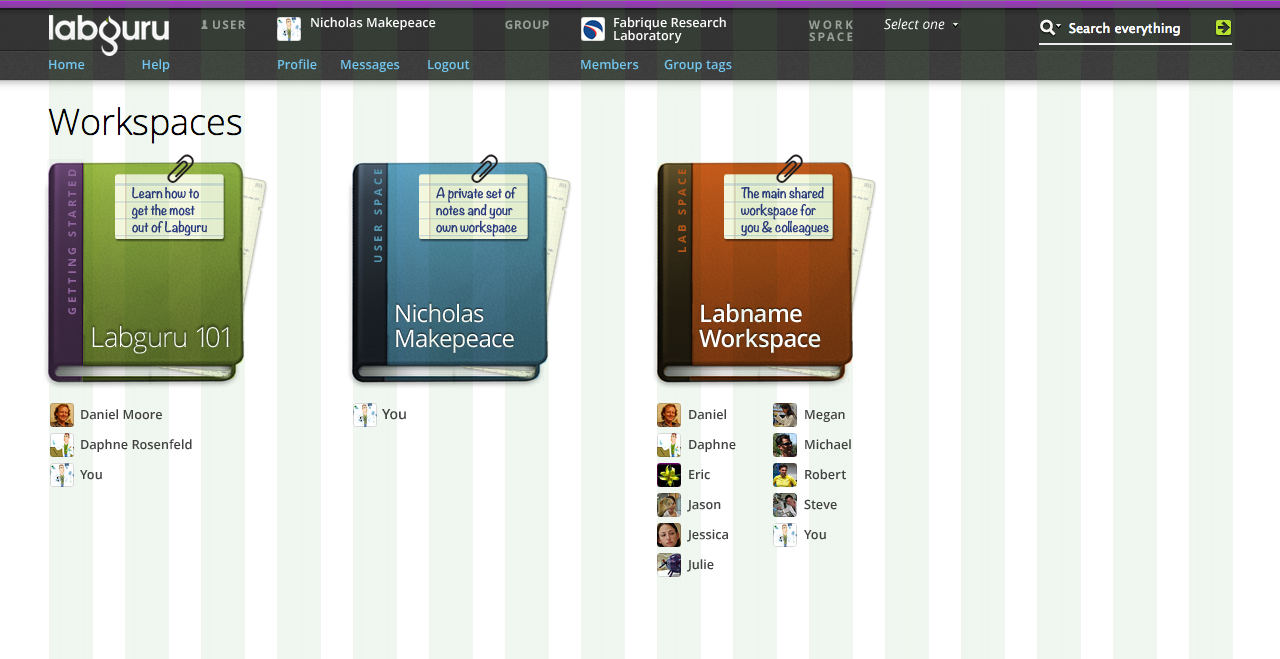 labguru
USER
Nicholas Makepeace
GROUP
Fabrique Research
Laboratory
WORK
SPACE
Select one
Search everything
Home
Help
Profile
Messages
Logout
Members
Group tags
Workspaces
GETTING STARTED
Learn how to
get the most
out of Labguru
Labguru 101
USER SPACE
A private set of
notes and your
own workspace
Nicholas
Makepeace
LAB SPACE
The main shared
workspace for
you & colleagues
Labname
Workspace
Daniel Moore
Daphne Rosenfeld
You
You
Daniel
Daphne
Eric
Jason
Jessica
Julie
Megan
Michael
Robert
Steve
You